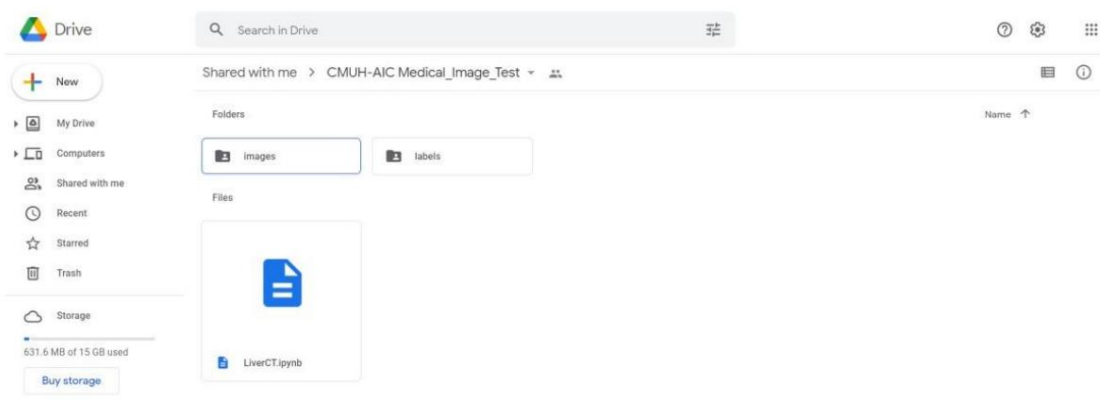 Drive
Search in Drive
New
Shared with me > CMUH-AIC Medical_Image_Test
My Drive
Computers
Shared with me
Recent
Starred
Trash
Storage
631.6 MB of 15 GB used
Buy storage
Folders
Name
images
labels
Files
LiverCT.ipynb